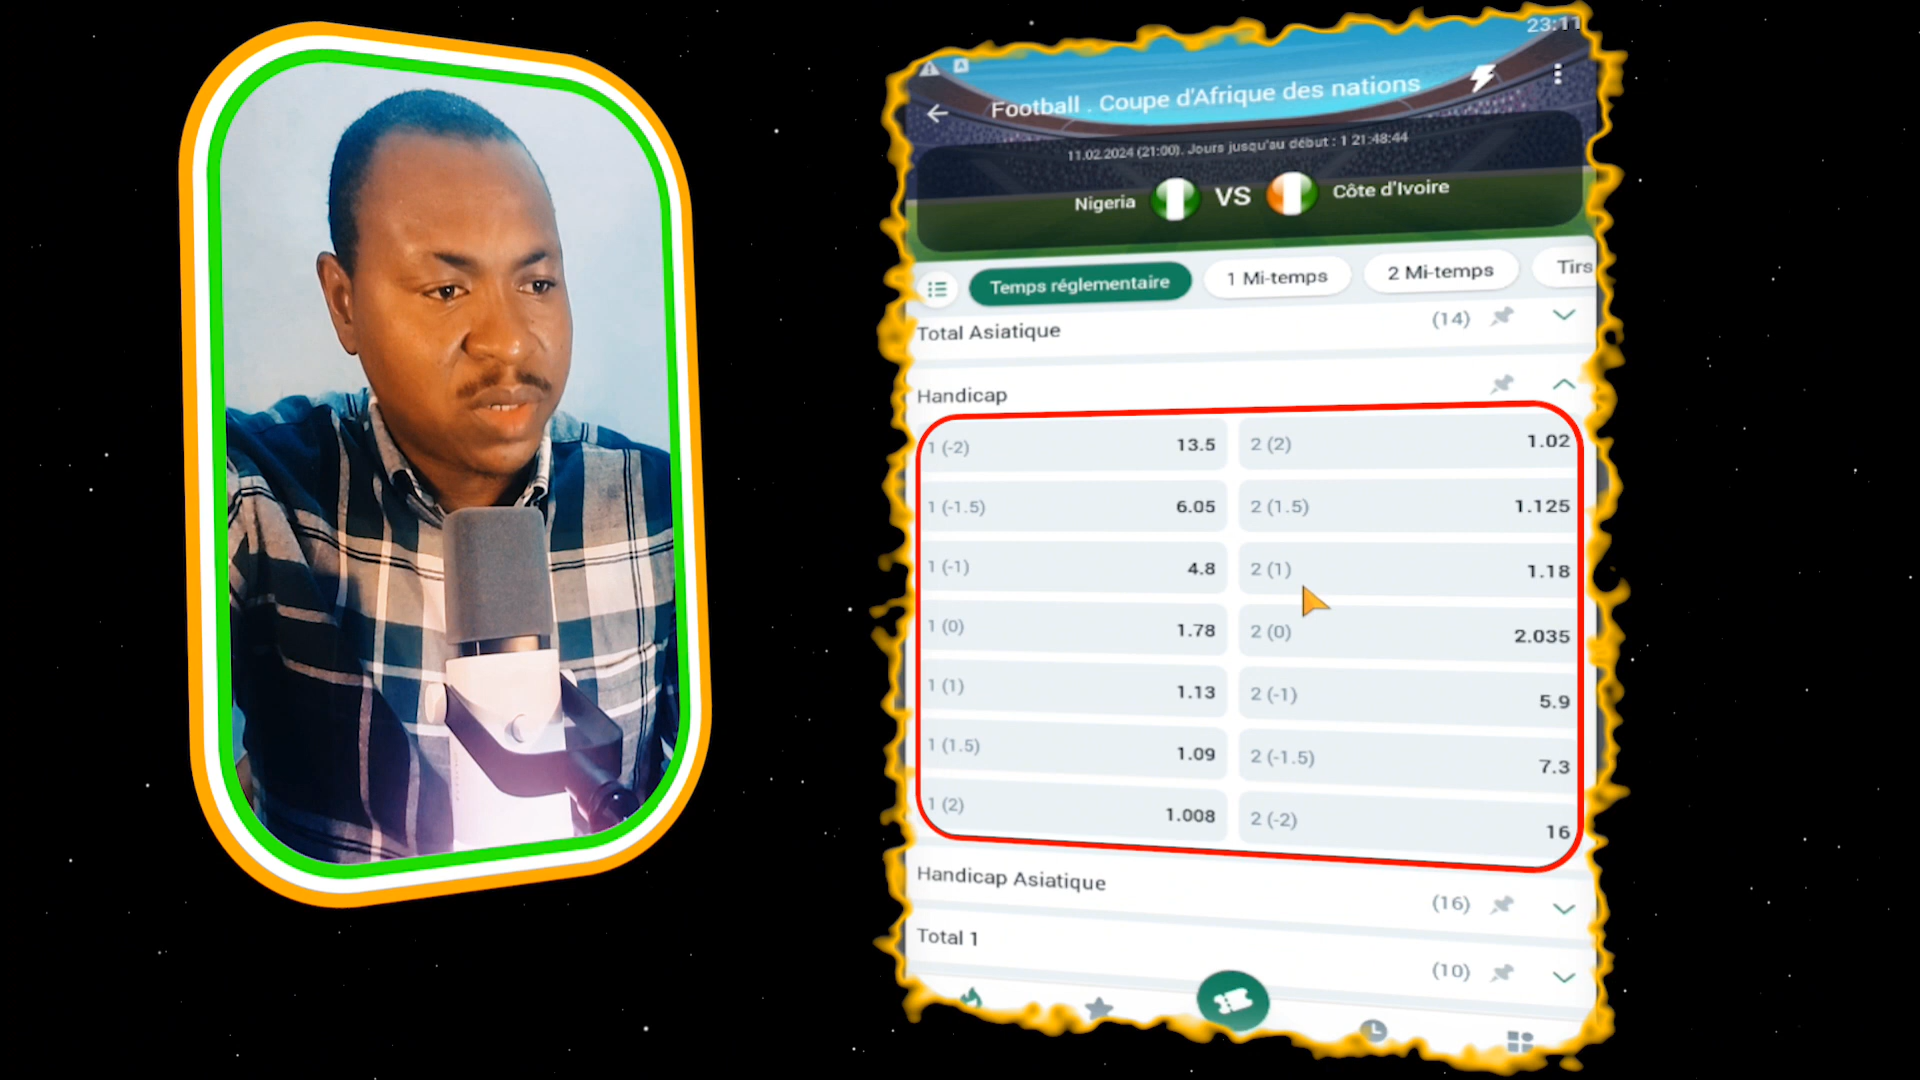 23:11
Football . Coupe d'Afrique des nations
11.02.2024 (21:00). Jours jusqu'au début : 1 21:48:44
Nigeria VS Côte d'Ivoire
Temps réglementaire 1 Mi-temps 2 Mi-temps Tirs
Total Asiatique (14)
Handicap
1 (-2) 13.5 2 (2) 1.02
1 (-1.5) 6.05 2 (1.5) 1.125
1 (-1) 4.8 2 (1) 1.18
1 (0) 1.78 2 (0) 2.035
1 (1) 1.13 2 (-1) 5.9
1 (1.5) 1.09 2 (-1.5) 7.3
1 (2) 1.008 2 (-2) 16
Handicap Asiatique (16)
Total 1 (10)